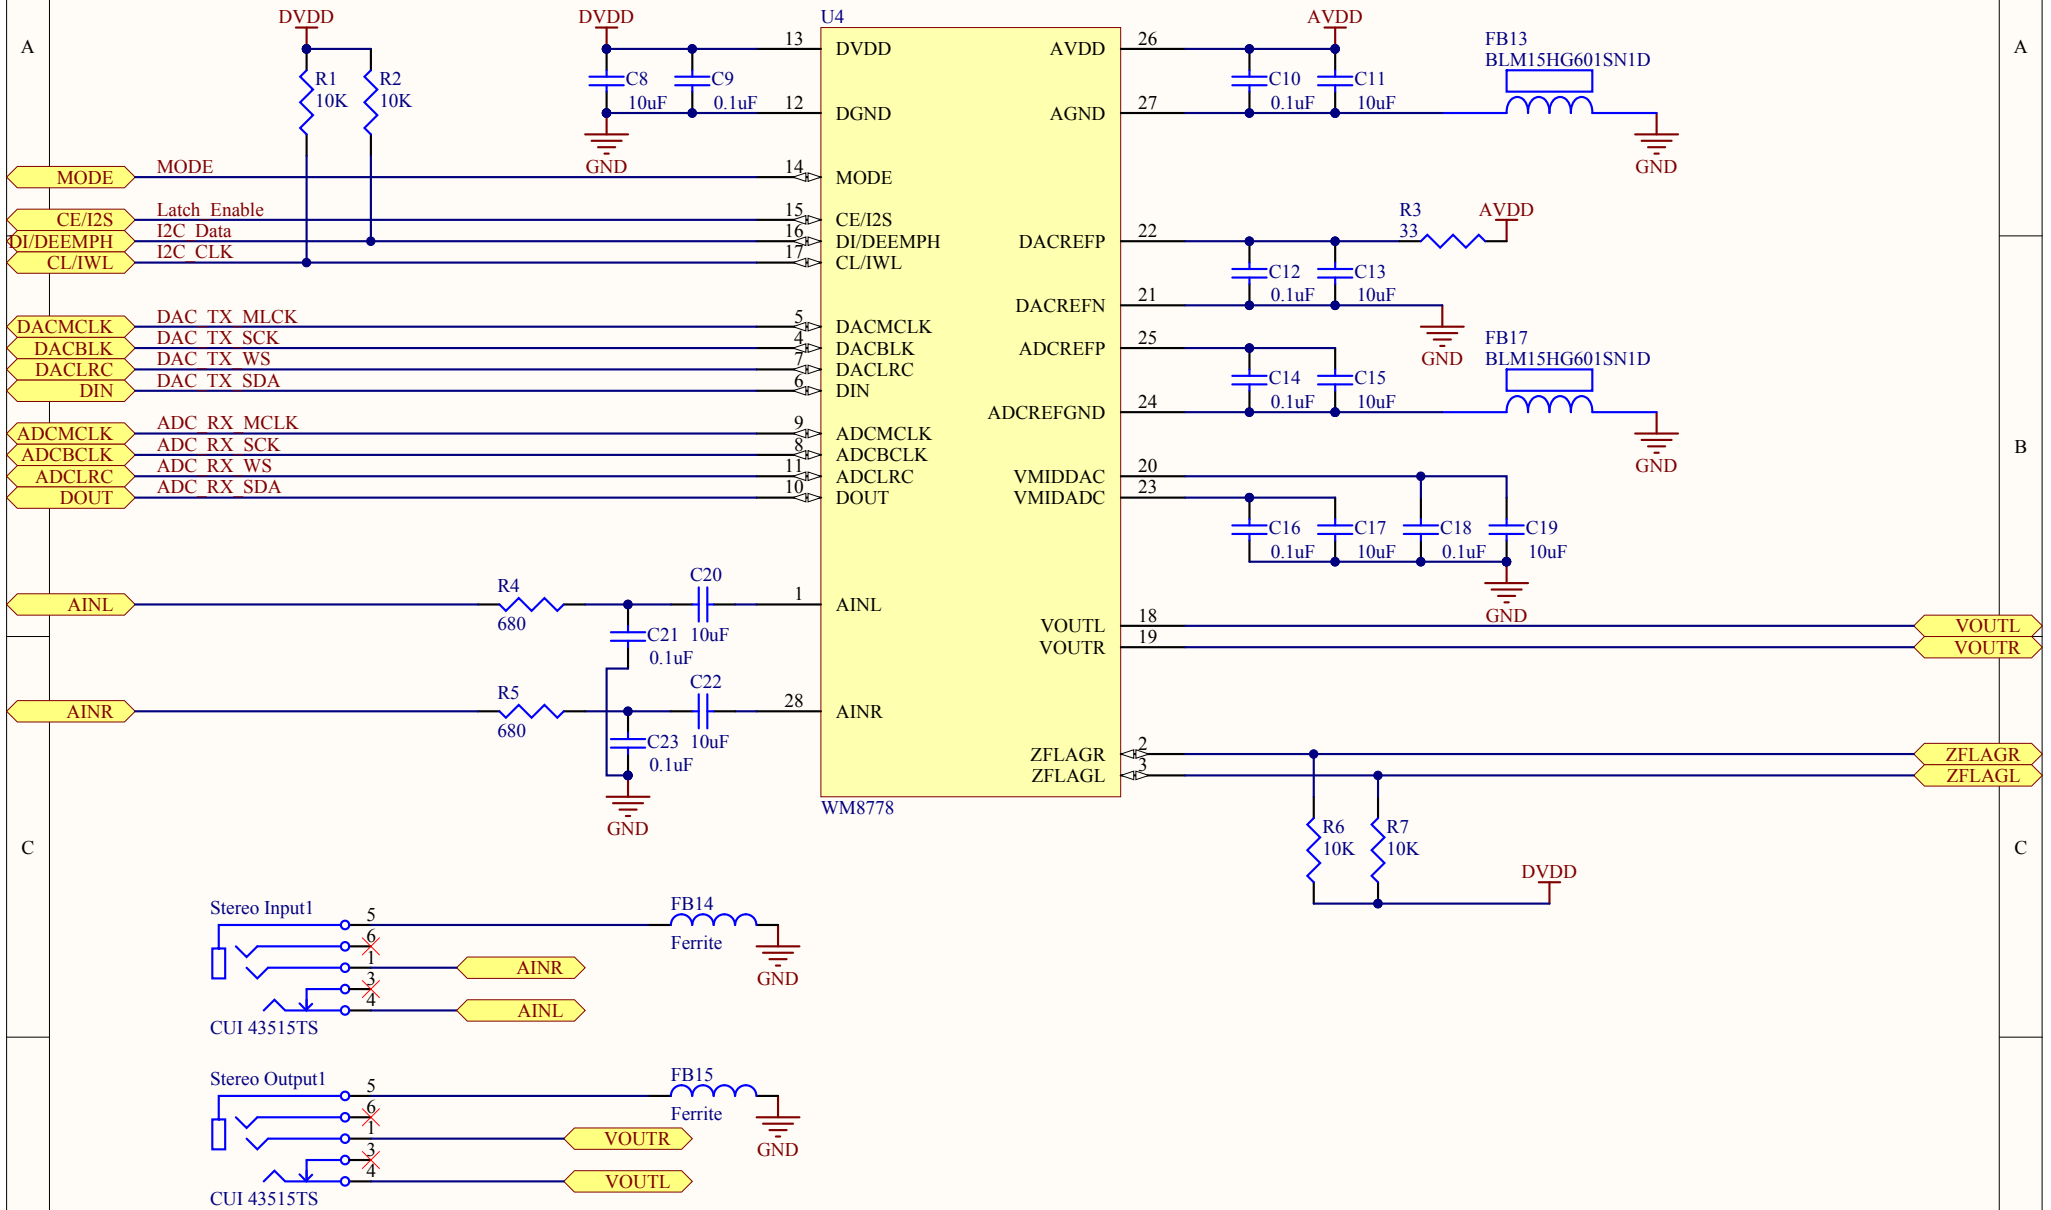 DVDD
DVDD
U4
AVDD
A
A
R1
10K
R2
10K
C8
10uF
C9
0.1uF
GND
13
DVDD
12
DGND
AVDD
26
AGND
27
C10
0.1uF
C11
10uF
FB13
BLM15HG601SN1D
GND
MODE
MODE
14
MODE
CE/I2S
Latch_Enable
15
CE/I2S
DI/DEEMPH
I2C_Data
16
DI/DEEMPH
CL/IWL
I2C_CLK
17
CL/IWL
DACREFP
22
R3
33
AVDD
C12
0.1uF
C13
10uF
DACREFN
21
GND
DACMCLK
DAC_TX_MLCK
5
DACMCLK
DACBLK
DAC_TX_SCK
4
DACBLK
DACLRC
DAC_TX_WS
7
DACLRC
DIN
DAC_TX_SDA
6
DIN
ADCREFP
25
C14
0.1uF
C15
10uF
FB17
BLM15HG601SN1D
ADCREFGND
24
GND
ADCMCLK
ADC_RX_MCLK
9
ADCMCLK
ADCBCLK
ADC_RX_SCK
8
ADCBCLK
ADCLRC
ADC_RX_WS
11
ADCLRC
DOUT
ADC_RX_SDA
10
DOUT
B
VMIDDAC
20
VMIDADC
23
C16
0.1uF
C17
10uF
C18
0.1uF
C19
10uF
GND
AINL
R4
680
C20
10uF
1
AINL
C21
0.1uF
VOUTL
18
VOUTL
VOUTR
19
VOUTR
AINR
R5
680
C22
10uF
28
AINR
C23
0.1uF
GND
ZFLAGR
2
ZFLAGR
ZFLAGL
3
ZFLAGL
WM8778
C
C
R6
10K
R7
10K
DVDD
Stereo Input1
5
6
1
3
4
FB14
Ferrite
GND
AINR
AINL
CUI 43515TS
Stereo Output1
5
6
1
3
4
FB15
Ferrite
GND
VOUTR
VOUTL
CUI 43515TS